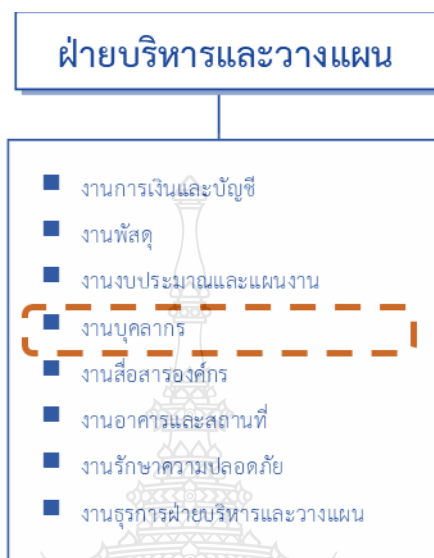 ฝ่ายบริหารและวางแผน
งานการเงินและบัญชี
งานพัสดุ
งานงบประมาณและแผนงาน
งานบุคลากร
งานสื่อสารองค์กร
งานอาคารและสถานที่
งานรักษาความปลอดภัย
งานธุรการฝ่ายบริหารและวางแผน